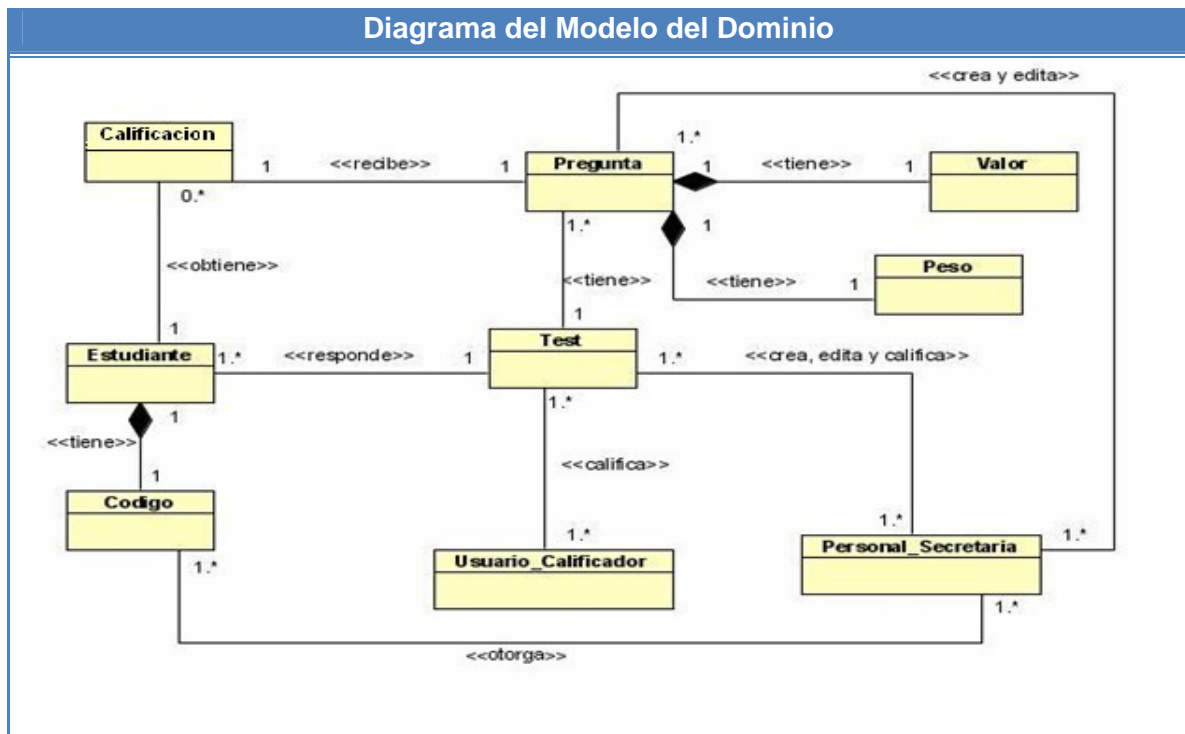 Diagrama del Modelo del Dominio
<<crea y edita>>
Calificacion
1 <<recibe>> 1
1.*
Pregunta
1 <<tiene>> 1
Valor
0.*
1.*
1
<<obtiene>>
<<tiene>>
<<tiene>> 1
Peso
1
1
Estudiante
1.* <<responde>> 1
Test
1.* <<crea, edita y califica>>
1
1.*
<<tiene>>
<<califica>>
1
Codigo
1.*
1.*
1.*
Usuario_Calificador
1.*
Personal_Secretaria
1.*
1.*
<<otorga>>